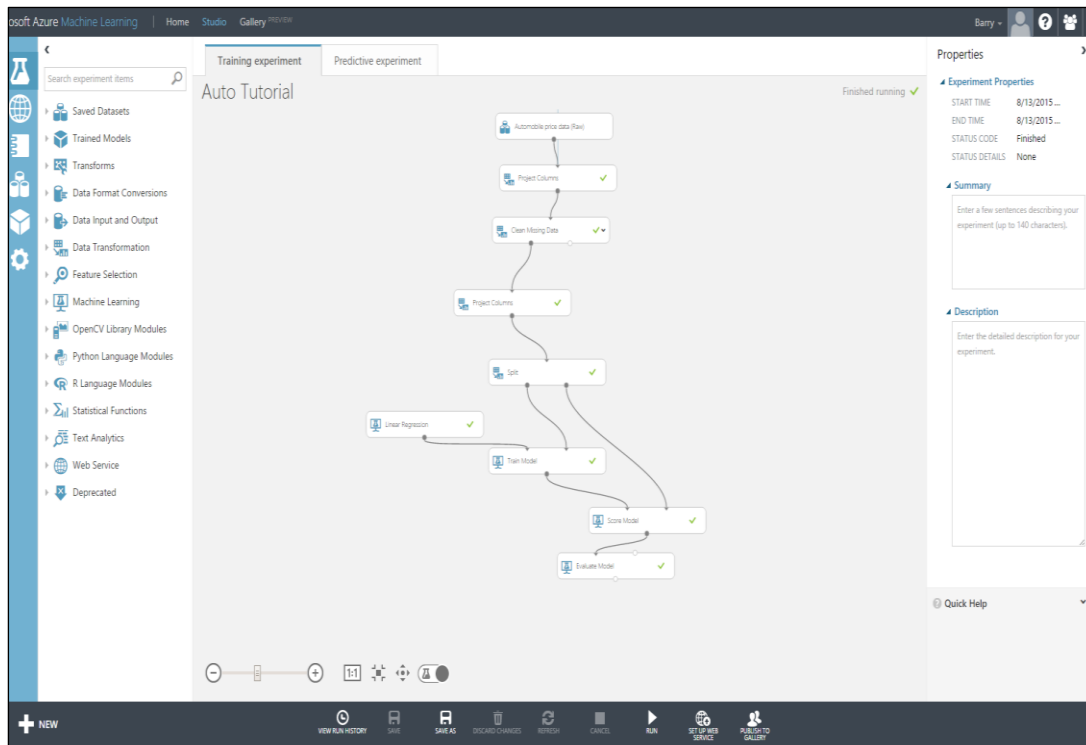 osoft Azure Machine Learning | Home Studio Gallery PREVIEW
Barry
Search experiment items
Saved Datasets
Trained Models
Transforms
Data Format Conversions
Data Input and Output
Data Transformation
Feature Selection
Machine Learning
OpenCV Library Modules
Python Language Modules
R Language Modules
Statistical Functions
Text Analytics
Web Service
Deprecated
Training experiment
Predictive experiment
Auto Tutorial
Finished running
Automobile price data (Raw)
Project Columns
Clean Missing Data
Project Columns
Split
Linear Regression
Train Model
Score Model
Evaluate Model
1:1
Properties
Experiment Properties
START TIME 8/13/2015 ...
END TIME 8/13/2015 ...
STATUS CODE Finished
STATUS DETAILS None
Summary
Enter a few sentences describing your
experiment (up to 140 characters).
Description
Enter the detailed description for your
experiment.
Quick Help
NEW
VIEW RUN HISTORY
SAVE
SAVE AS
DISCARD CHANGES
REFRESH
CANCEL
RUN
SET UP WEB
SERVICE
PUBLISH TO
GALLERY